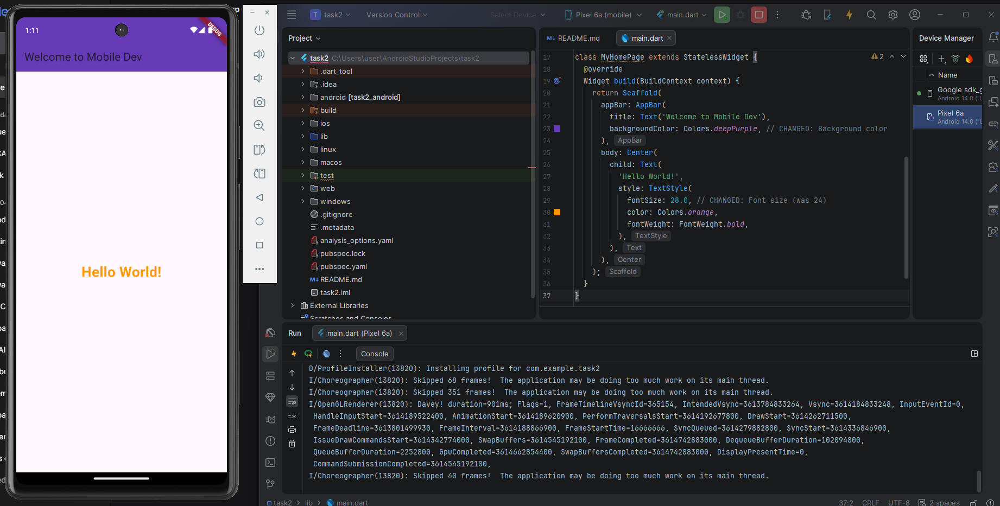 1:11
DEBUG
Welcome to Mobile Dev
Hello World!
T task2
Version Control
Select Device
Pixel 6a (mobile)
main.dart
Project
task2 C:\Users\user\AndroidStudioProjects\task2
.dart_tool
.idea
android [task2_android]
build
ios
lib
linux
macos
test
web
windows
.gitignore
.metadata
analysis_options.yaml
pubspec.lock
pubspec.yaml
M↓ README.md
task2.iml
External Libraries
Scratches and Consoles
M↓ README.md
main.dart
2
17 class MyHomePage extends StatelessWidget {
18 @override
19 Widget build(BuildContext context) {
20 return Scaffold(
21 appBar: AppBar(
22 title: Text('Welcome to Mobile Dev'),
23 backgroundColor: Colors.deepPurple, // CHANGED: Background color
24 ), AppBar
25 body: Center(
26 child: Text(
27 'Hello World!',
28 style: TextStyle(
29 fontSize: 28.0, // CHANGED: Font size (was 24)
30 color: Colors.orange,
31 fontWeight: FontWeight.bold,
32 ), TextStyle
33 ), Text
34 ), Center
35 ); Scaffold
36 }
37 }
Device Manager
Name
Google sdk_g
Android 14.0 ("U
Pixel 6a
Android 14.0 ("U
Run
main.dart (Pixel 6a)
Console
D/ProfileInstaller(13820): Installing profile for com.example.task2
I/Choreographer(13820): Skipped 68 frames!  The application may be doing too much work on its main thread.
I/Choreographer(13820): Skipped 351 frames!  The application may be doing too much work on its main thread.
I/OpenGLRenderer(13820): Davey! duration=901ms; Flags=1, FrameTimelineVsyncId=365154, IntendedVsync=3613784833264, Vsync=3614184833248, InputEventId=0,
HandleInputStart=3614189522400, AnimationStart=3614189620900, PerformTraversalsStart=3614192677800, DrawStart=3614262711500,
FrameDeadline=3613801499930, FrameInterval=3614188866900, FrameStartTime=16666666, SyncQueued=3614279882800, SyncStart=3614336846900,
IssueDrawCommandsStart=3614342774000, SwapBuffers=3614545192100, FrameCompleted=3614742883000, DequeueBufferDuration=102094800,
QueueBufferDuration=2252800, GpuCompleted=3614662854400, SwapBuffersCompleted=3614742883000, DisplayPresentTime=0,
CommandSubmissionCompleted=3614545192100,
I/Choreographer(13820): Skipped 40 frames!  The application may be doing too much work on its main thread.
task2 > lib > main.dart
37:2 CRLF UTF-8 2 spaces